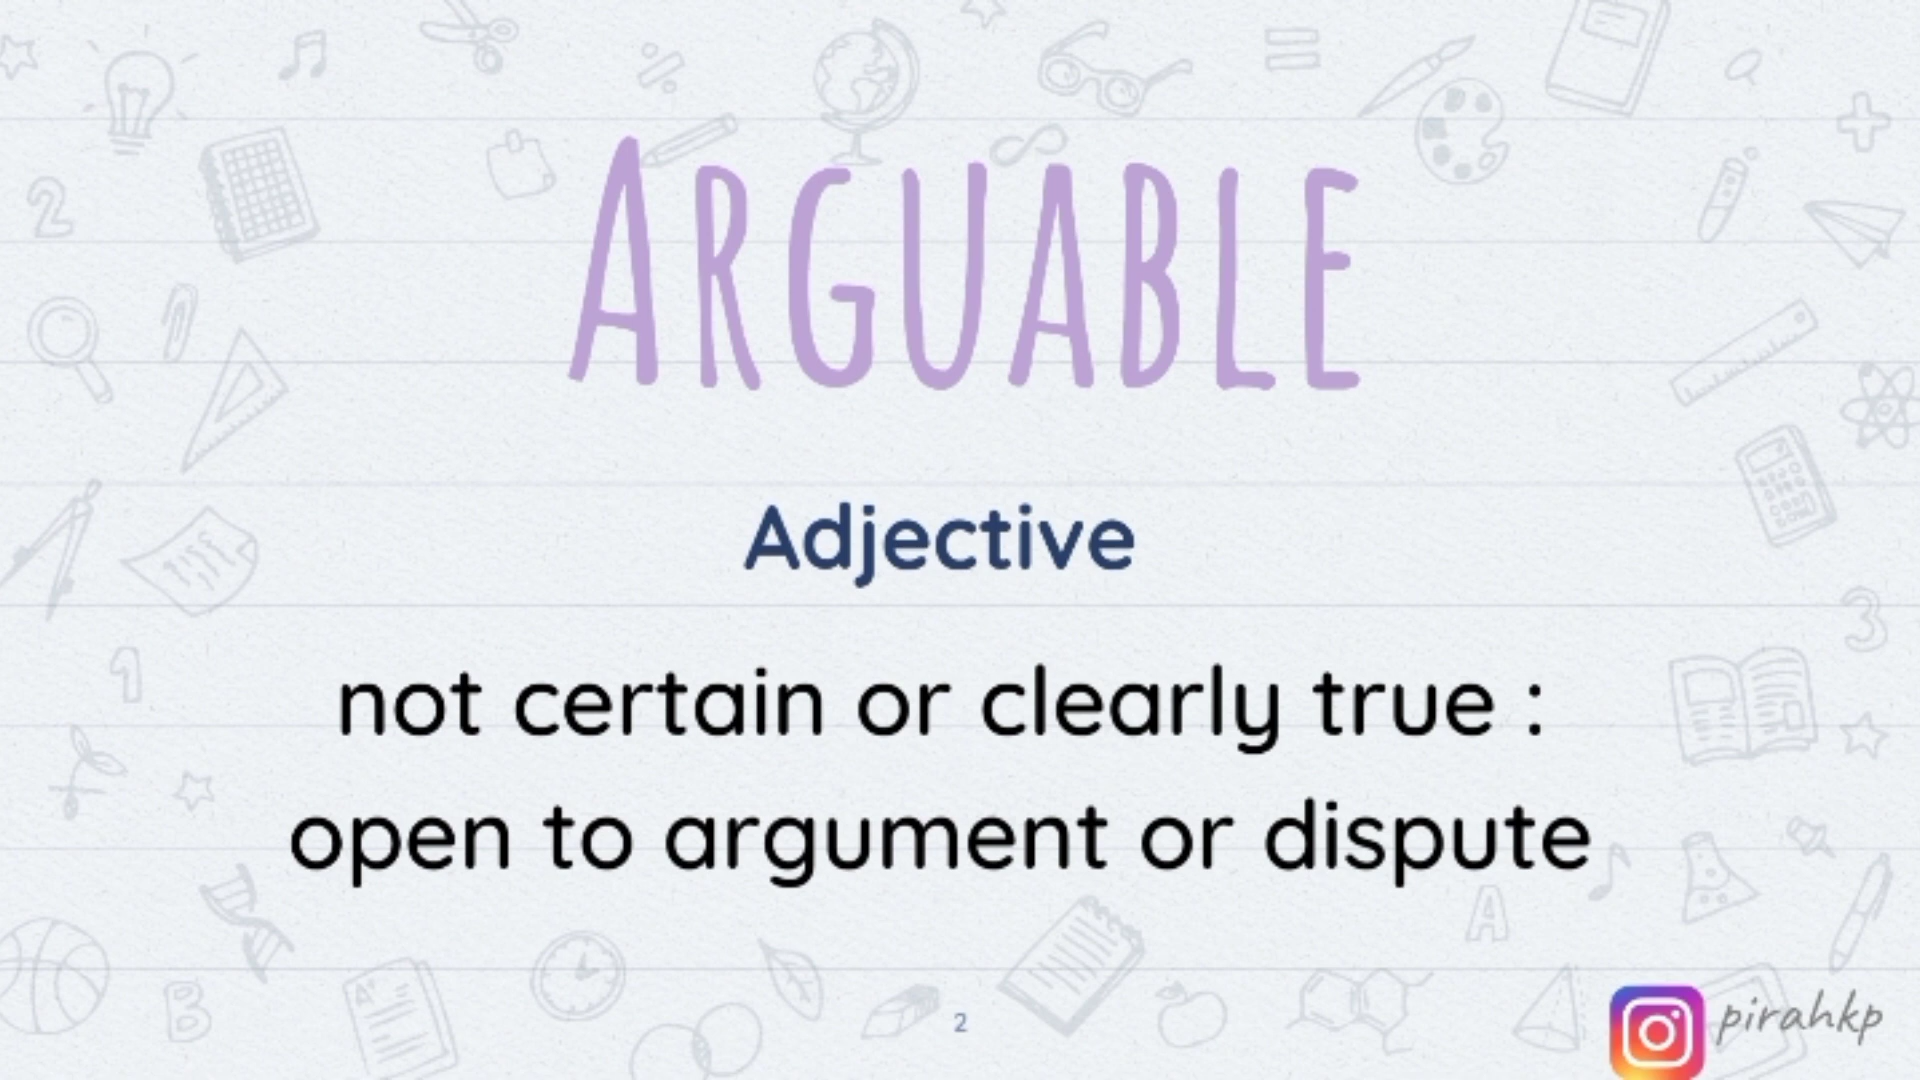 ARGUABLE
Adjective
not certain or clearly true :
open to argument or dispute
2
pirahkp